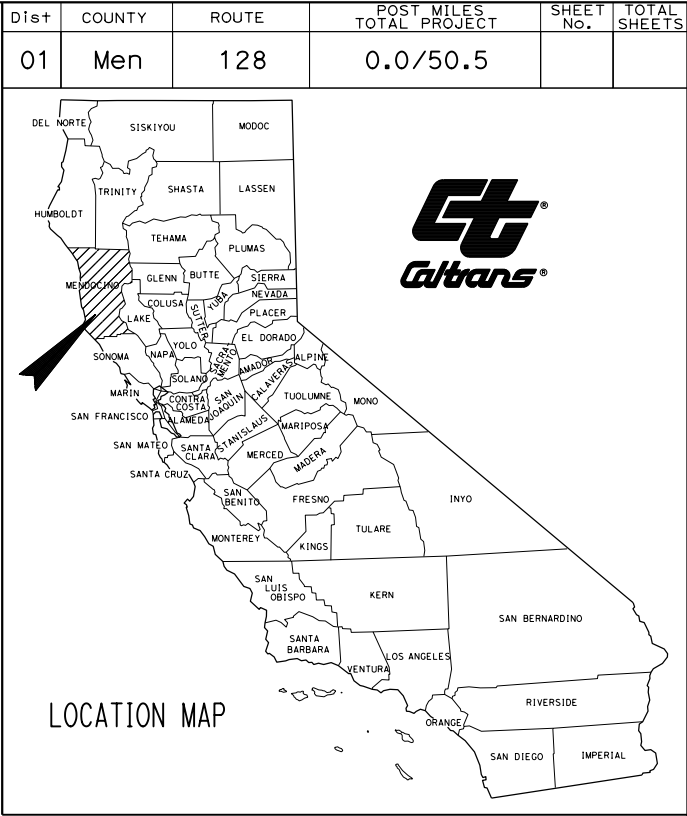 Dist COUNTY ROUTE POST MILES TOTAL PROJECT SHEET No. TOTAL SHEETS
01 Men 128 0.0/50.5
DEL NORTE
SISKIYOU
MODOC
TRINITY
SHASTA
LASSEN
HUMBOLDT
TEHAMA
PLUMAS
MENDOCINO
GLENN
BUTTE
SIERRA
COLUSA
SUTTER
YUBA
NEVADA
PLACER
LAKE
EL DORADO
SONOMA
NAPA
YOLO
SACRA-
MENTO
AMADOR
ALPINE
SOLANO
CALAVERAS
MARIN
CONTRA
COSTA
SAN
JOAQUIN
TUOLUMNE
MONO
SAN FRANCISCO
ALAMEDA
STANISLAUS
MARIPOSA
SAN MATEO
SANTA
CLARA
MERCED
MADERA
SANTA CRUZ
SAN
BENITO
FRESNO
INYO
MONTEREY
KINGS
TULARE
SAN
LUIS
OBISPO
KERN
SAN BERNARDINO
SANTA
BARBARA
VENTURA
LOS ANGELES
ORANGE
RIVERSIDE
SAN DIEGO
IMPERIAL
ct ®
Caltrans ®
LOCATION MAP